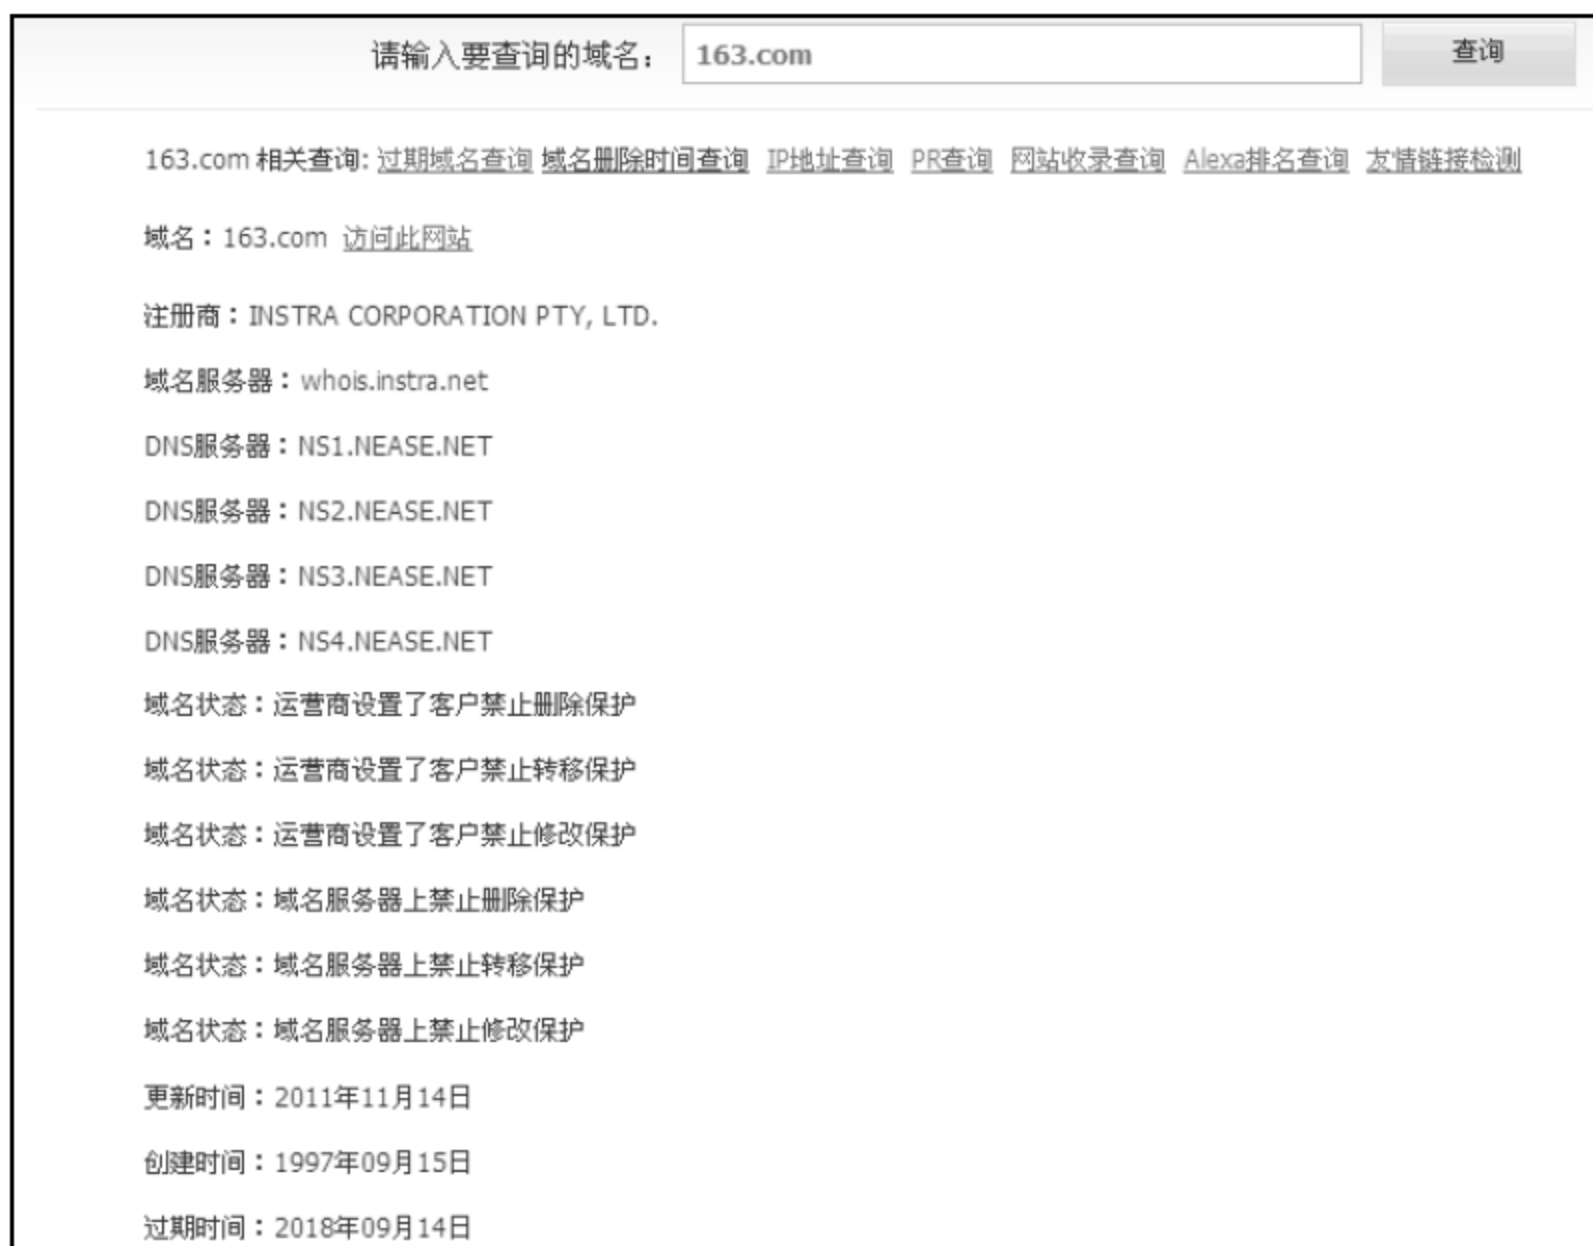 请输入要查询的域名： 163.com 查询
163.com 相关查询: 过期域名查询 域名删除时间查询 IP地址查询 PR查询 网站收录查询 Alexa排名查询 友情链接检测
域名：163.com 访问此网站
注册商：INSTRA CORPORATION PTY, LTD.
域名服务器：whois.instra.net
DNS服务器：NS1.NEASE.NET
DNS服务器：NS2.NEASE.NET
DNS服务器：NS3.NEASE.NET
DNS服务器：NS4.NEASE.NET
域名状态：运营商设置了客户禁止删除保护
域名状态：运营商设置了客户禁止转移保护
域名状态：运营商设置了客户禁止修改保护
域名状态：域名服务器上禁止删除保护
域名状态：域名服务器上禁止转移保护
域名状态：域名服务器上禁止修改保护
更新时间：2011年11月14日
创建时间：1997年09月15日
过期时间：2018年09月14日